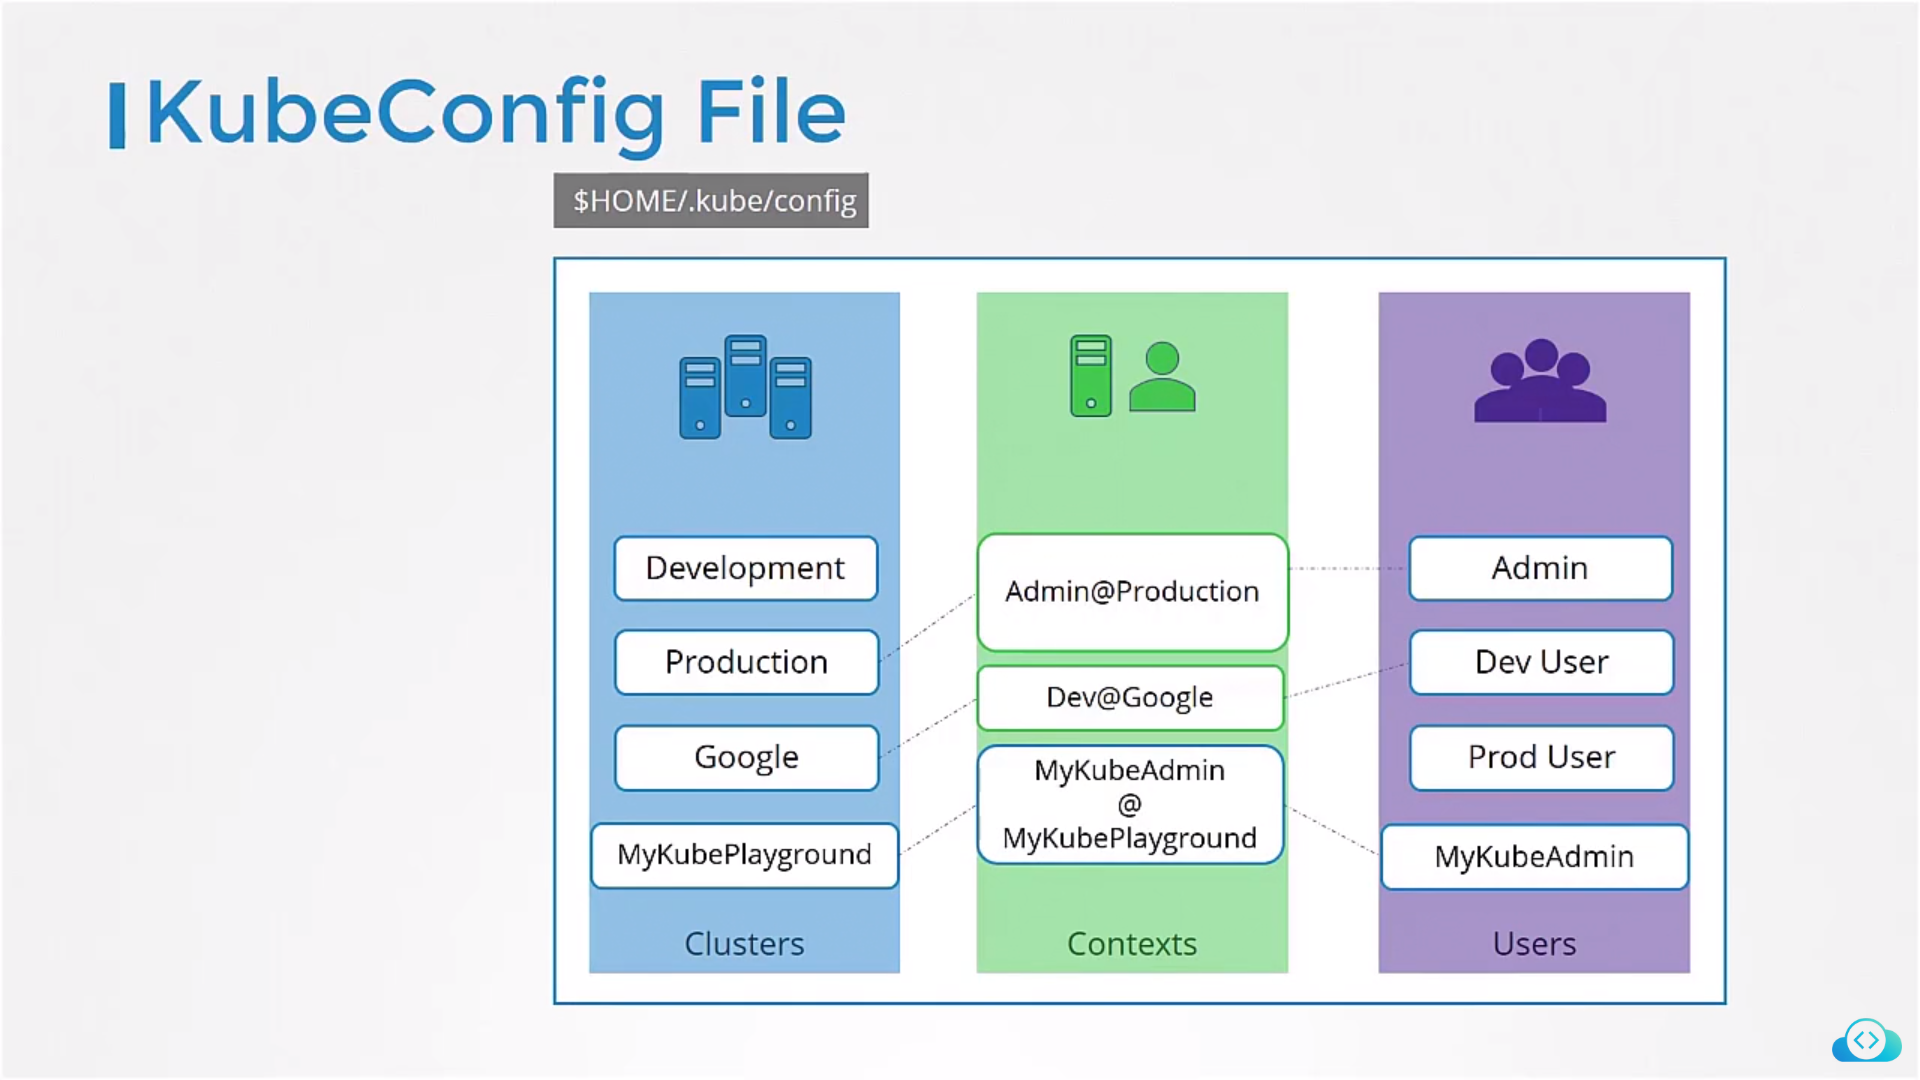 KubeConfig File
$HOME/.kube/config
Development
Production
Google
MyKubePlayground
Clusters
Admin@Production
Dev@Google
MyKubeAdmin
@
MyKubePlayground
Contexts
Admin
Dev User
Prod User
MyKubeAdmin
Users